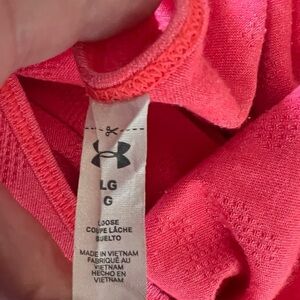 LG
G
LOOSE
COUPE LÂCHE
SUELTO
MADE IN VIETNAM
FABRIQUÉ AU
VIETNAM
HECHO EN
VIETNAM